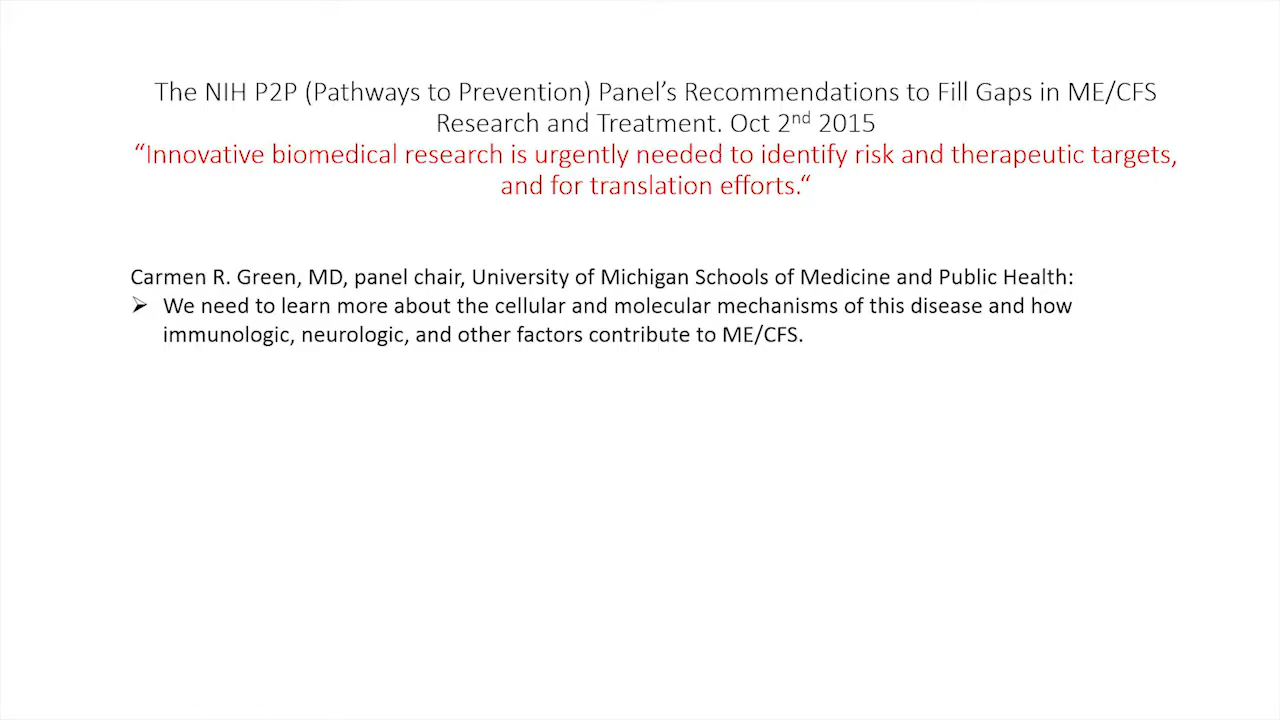 The NIH P2P (Pathways to Prevention) Panel’s Recommendations to Fill Gaps in ME/CFS
Research and Treatment. Oct 2nd 2015
“Innovative biomedical research is urgently needed to identify risk and therapeutic targets,
and for translation efforts.“
Carmen R. Green, MD, panel chair, University of Michigan Schools of Medicine and Public Health:
➢ We need to learn more about the cellular and molecular mechanisms of this disease and how
immunologic, neurologic, and other factors contribute to ME/CFS.